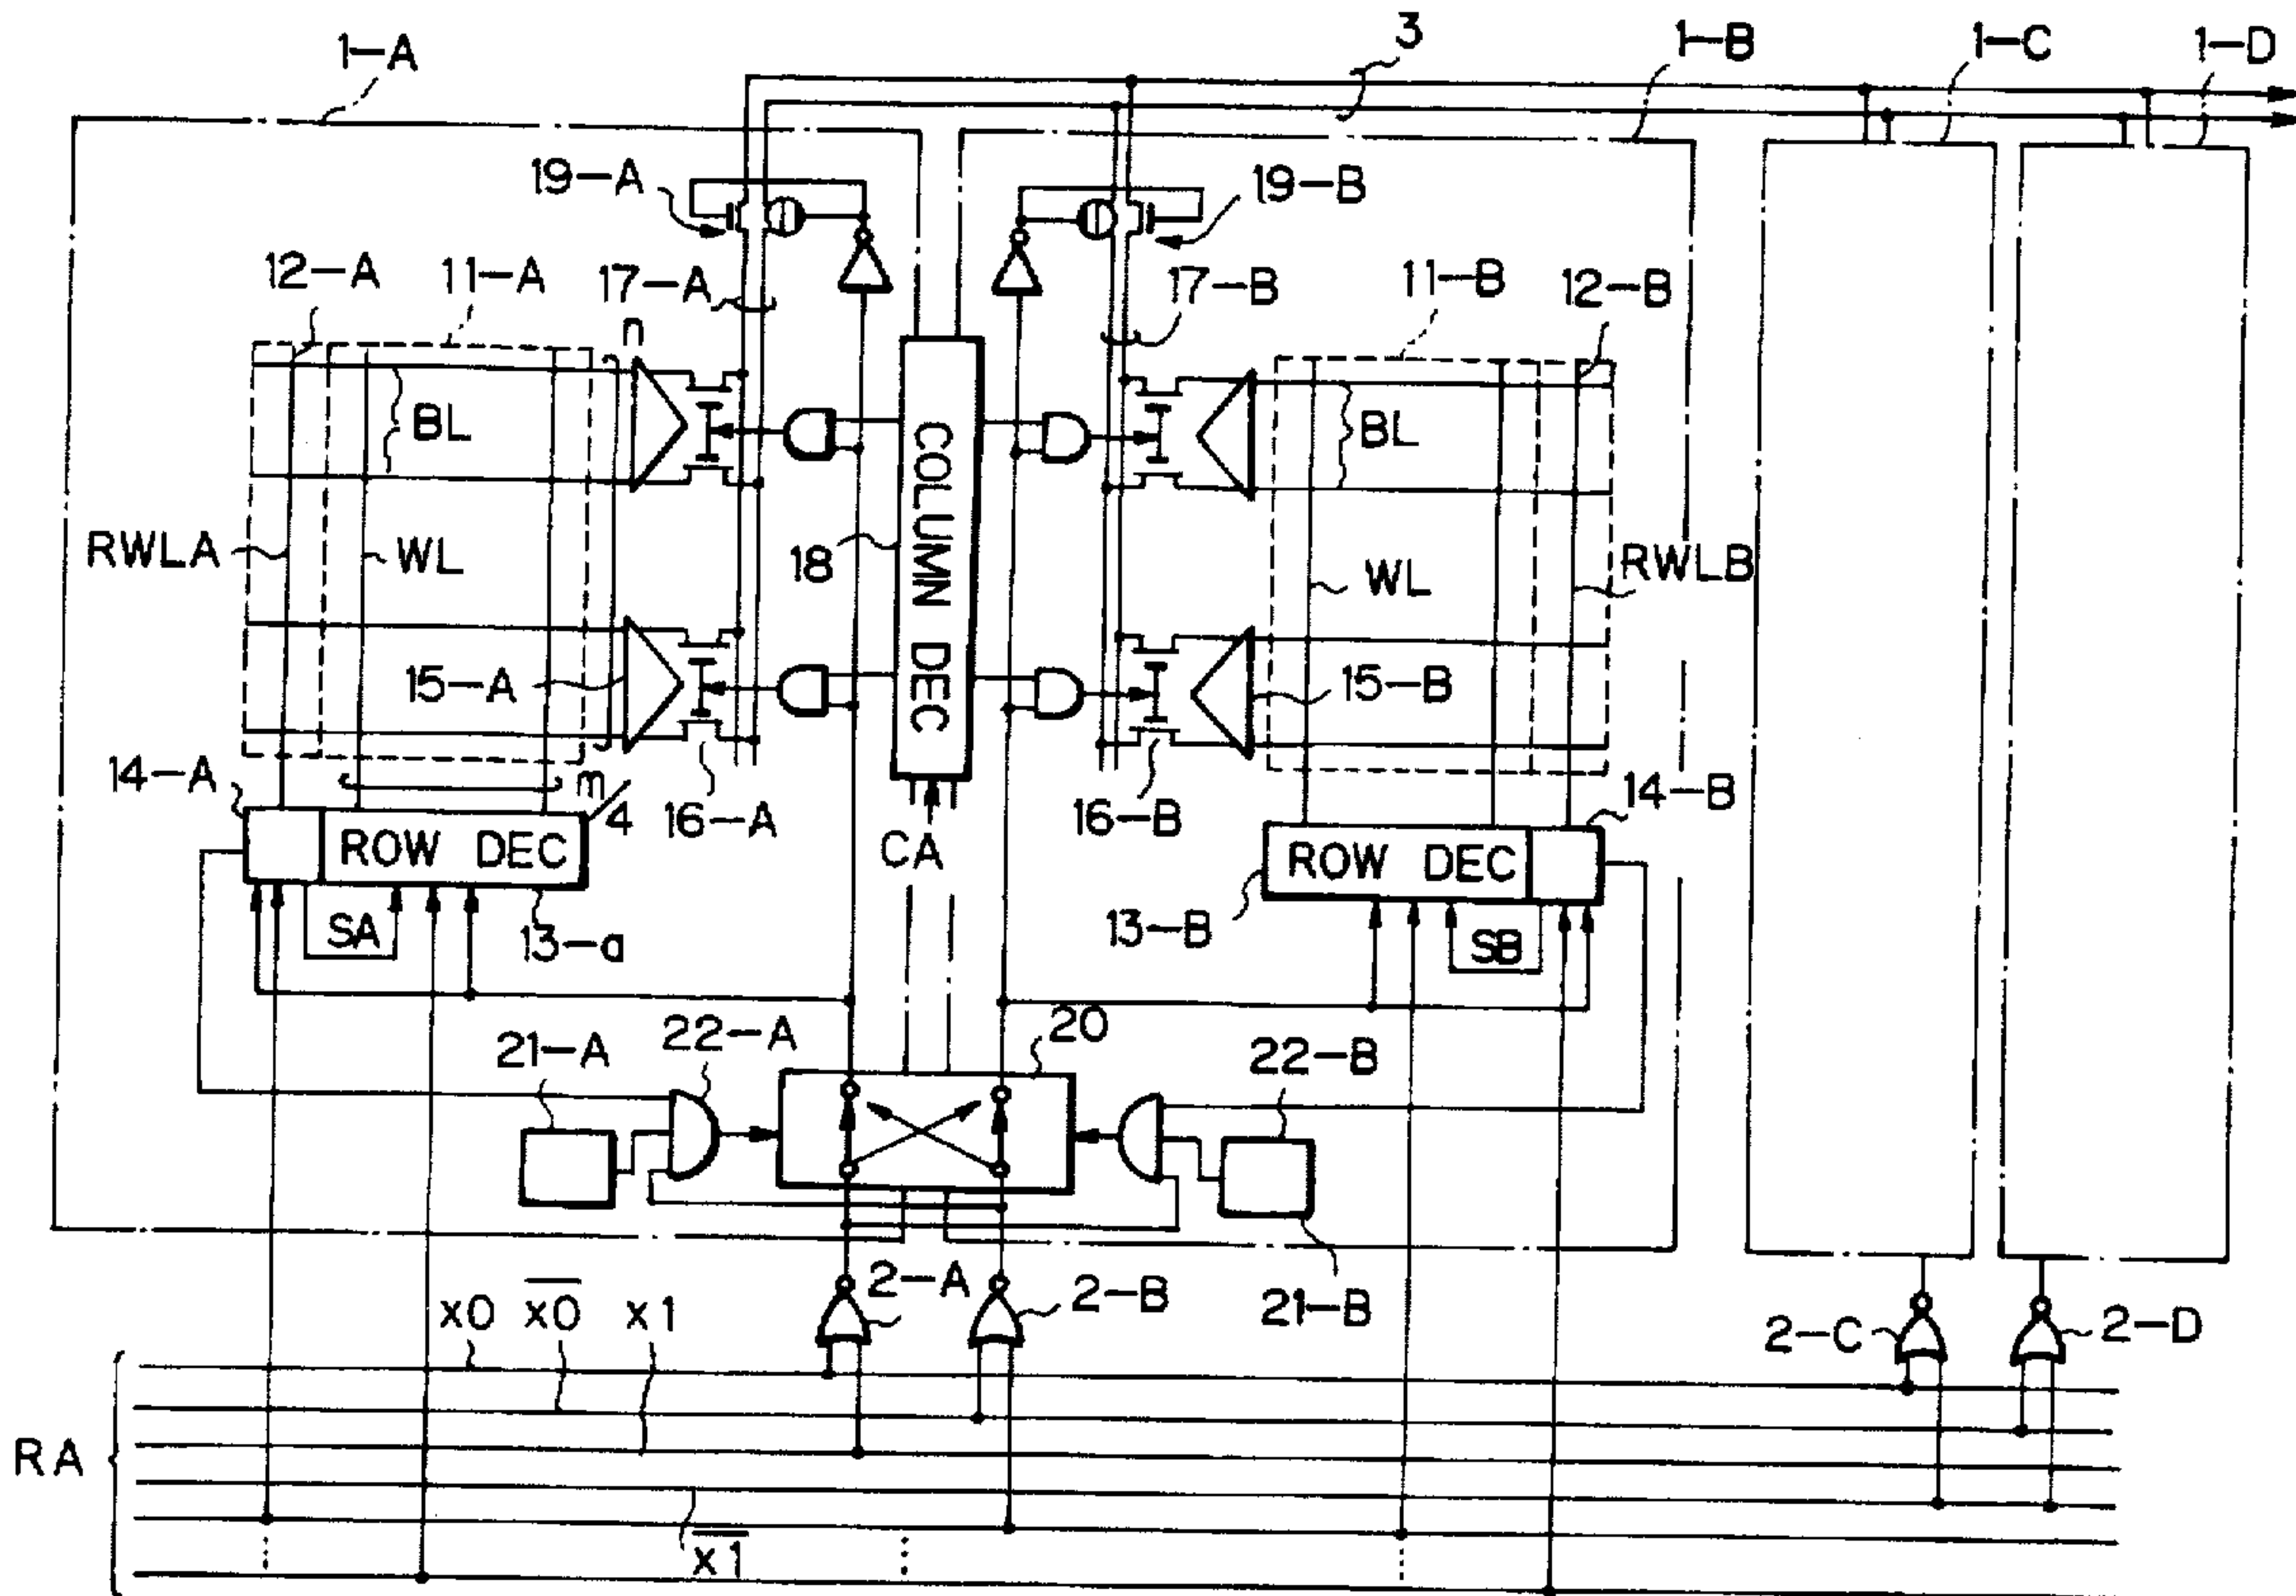 1-A
3
1-B
1-C
1-D
19-A
19-B
12-A
11-A
17-A
17-B
11-B
12-B
n
BL
BL
COLUMN DEC
RWLA
WL
18
WL
RWLB
15-A
15-B
14-A
m/4
16-A
CA
16-B
14-B
ROW DEC
ROW DEC
SA
13-a
13-B
SB
21-A
22-A
20
22-B
2-A
2-B
21-B
x0
x̅0̅
x1
2-C
2-D
RA
x̅1̅